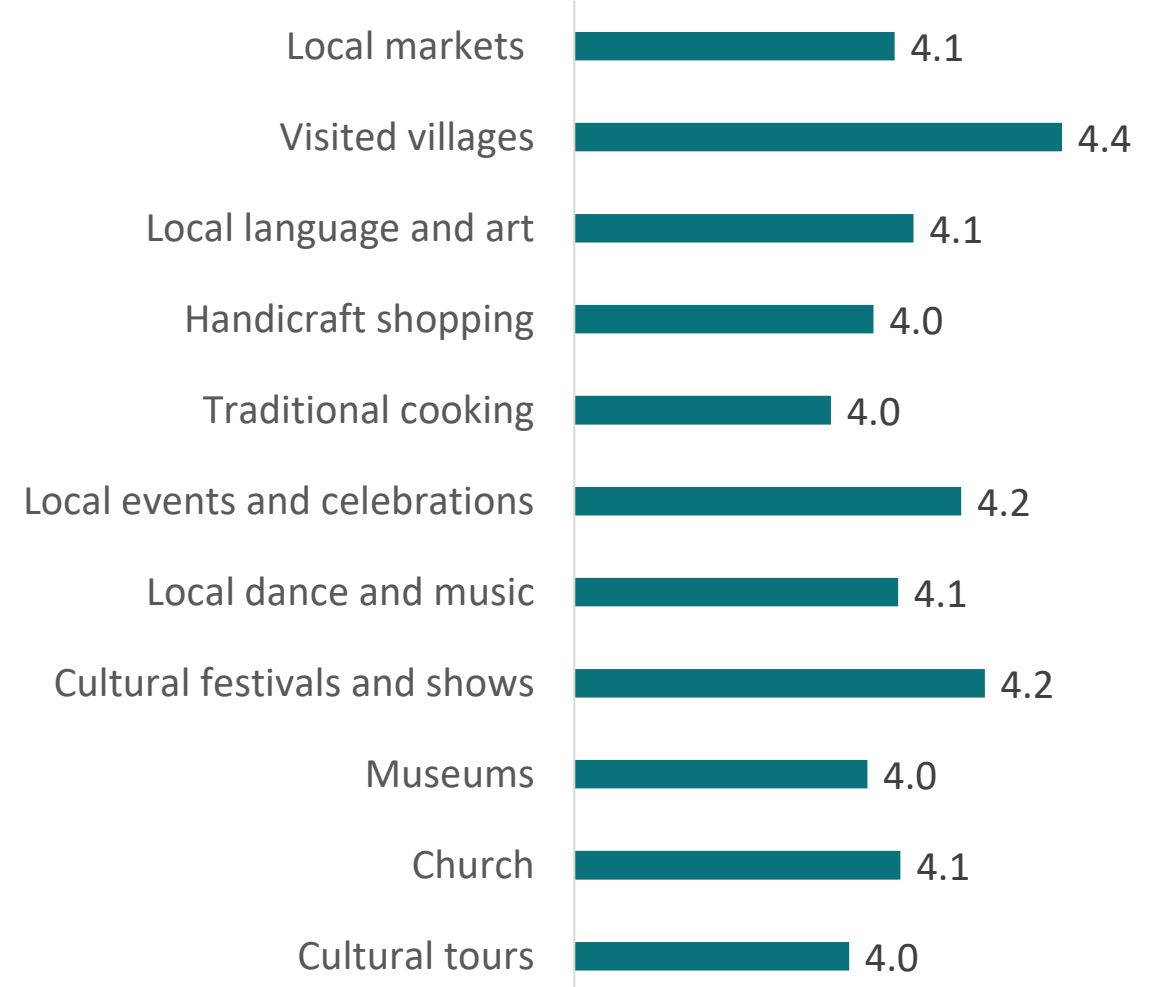 Local markets 4.1
Visited villages 4.4
Local language and art 4.1
Handicraft shopping 4.0
Traditional cooking 4.0
Local events and celebrations 4.2
Local dance and music 4.1
Cultural festivals and shows 4.2
Museums 4.0
Church 4.1
Cultural tours 4.0